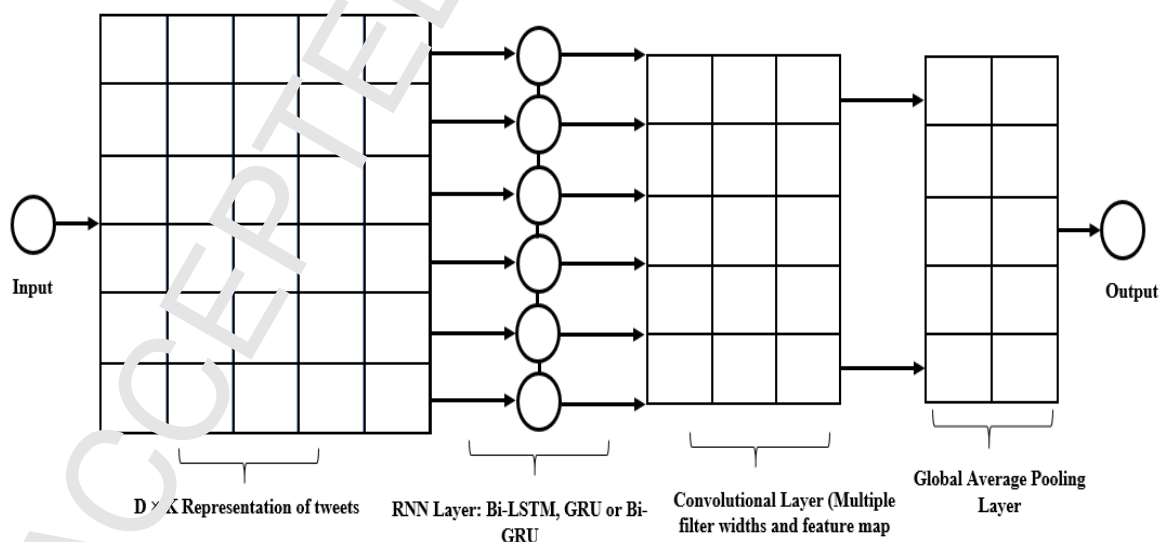 Input
Output
D × K Representation of tweets
RNN Layer: Bi-LSTM, GRU or Bi-
GRU
Convolutional Layer (Multiple
filter widths and feature map
Global Average Pooling
Layer
ACCEPTE